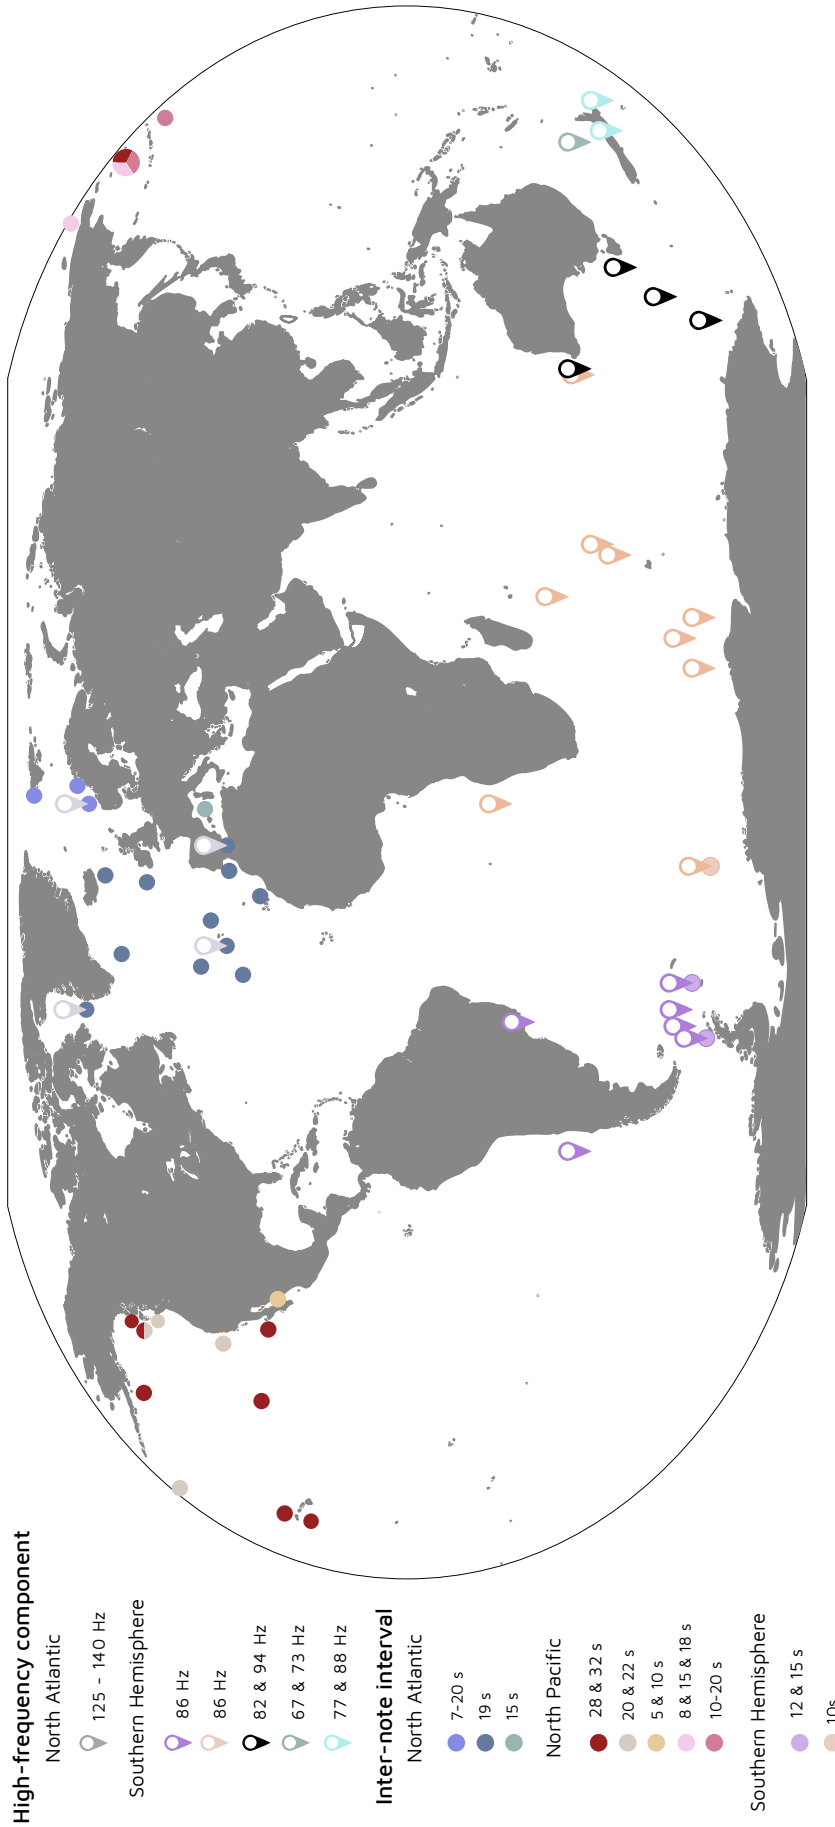 High-frequency component
North Atlantic
125 - 140 Hz
Southern Hemisphere
86 Hz
86 Hz
82 & 94 Hz
67 & 73 Hz
77 & 88 Hz
Inter-note interval
North Atlantic
7-20 s
19 s
15 s
North Pacific
28 & 32 s
20 & 22 s
5 & 10 s
8 & 15 & 18 s
10-20 s
Southern Hemisphere
12 & 15 s
10s